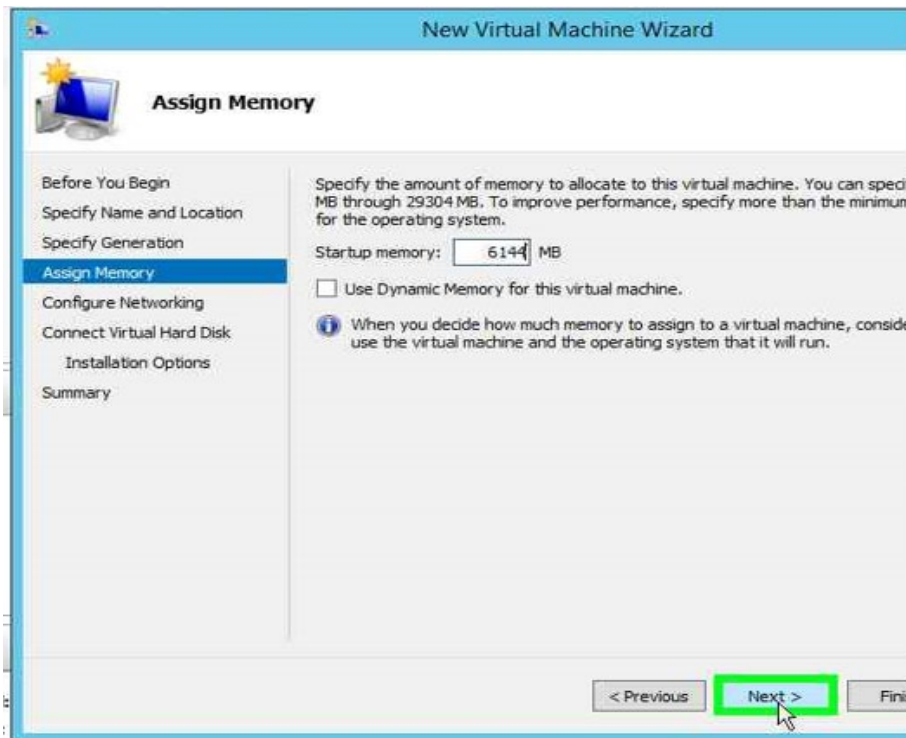 New Virtual Machine Wizard
Assign Memory
Before You Begin
Specify Name and Location
Specify Generation
Assign Memory
Configure Networking
Connect Virtual Hard Disk
Installation Options
Summary
Specify the amount of memory to allocate to this virtual machine. You can speci
MB through 29304 MB. To improve performance, specify more than the minimum
for the operating system.
Startup memory: 6144 MB
Use Dynamic Memory for this virtual machine.
When you decide how much memory to assign to a virtual machine, conside
use the virtual machine and the operating system that it will run.
< Previous Next > Fini